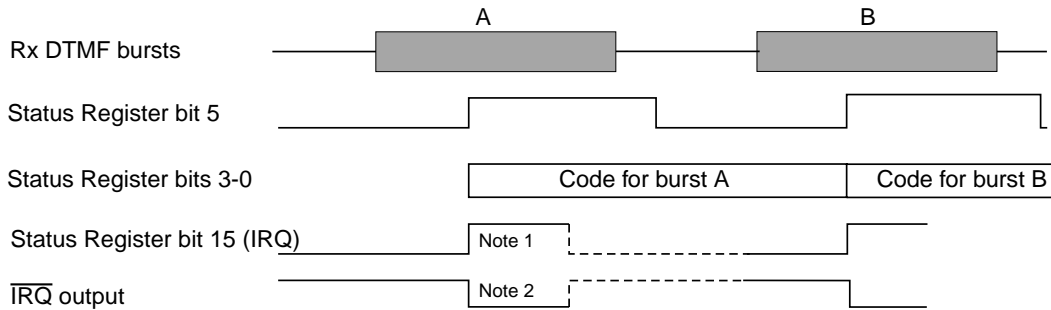 A B
Rx DTMF bursts
Status Register bit 5
Status Register bits 3-0 Code for burst A Code for burst B
Status Register bit 15 (IRQ) Note 1
IRQ output Note 2